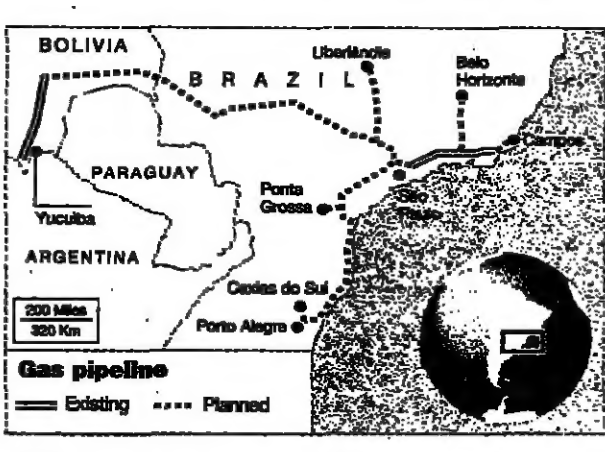 BOLIVIA
Uberlândia
Belo
Horizonte
BRAZIL
Campos
PARAGUAY
Ponta
Grossa
São
Paulo
Yucuiba
ARGENTINA
Caxias do Sul
200 Miles
320 Km
Porto Alegre
Gas pipeline
Existing
Planned